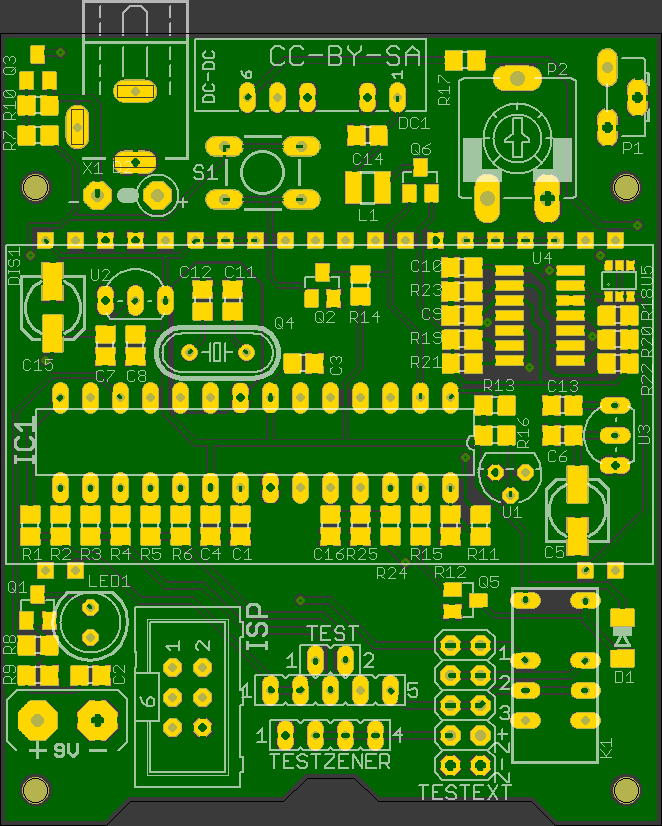 CC-BY-SA
DC-DC
6
1
DC1
Q3
R10
R7
X1
D2
-
+
S1
C14
L1
Q6
R17
P2
P1
DIS1
U2
C12
C11
Q2
R14
C10
R23
C9
R19
R21
U4
U5
R18
R20
R22
C15
C7
C8
Q4
C3
R13
C13
R16
C6
U3
IC1
U1
C5
R1
R2
R3
R4
R5
R6
C4
C1
C16
R25
R24
R15
R11
Q1
LED1
R8
R9
C2
R12
Q5
D1
K1
ISP
1
2
6
TEST
1
2
1
5
1
4
TESTZENER
1
2
3
+
2
-
TESTEXT
+ 9V -